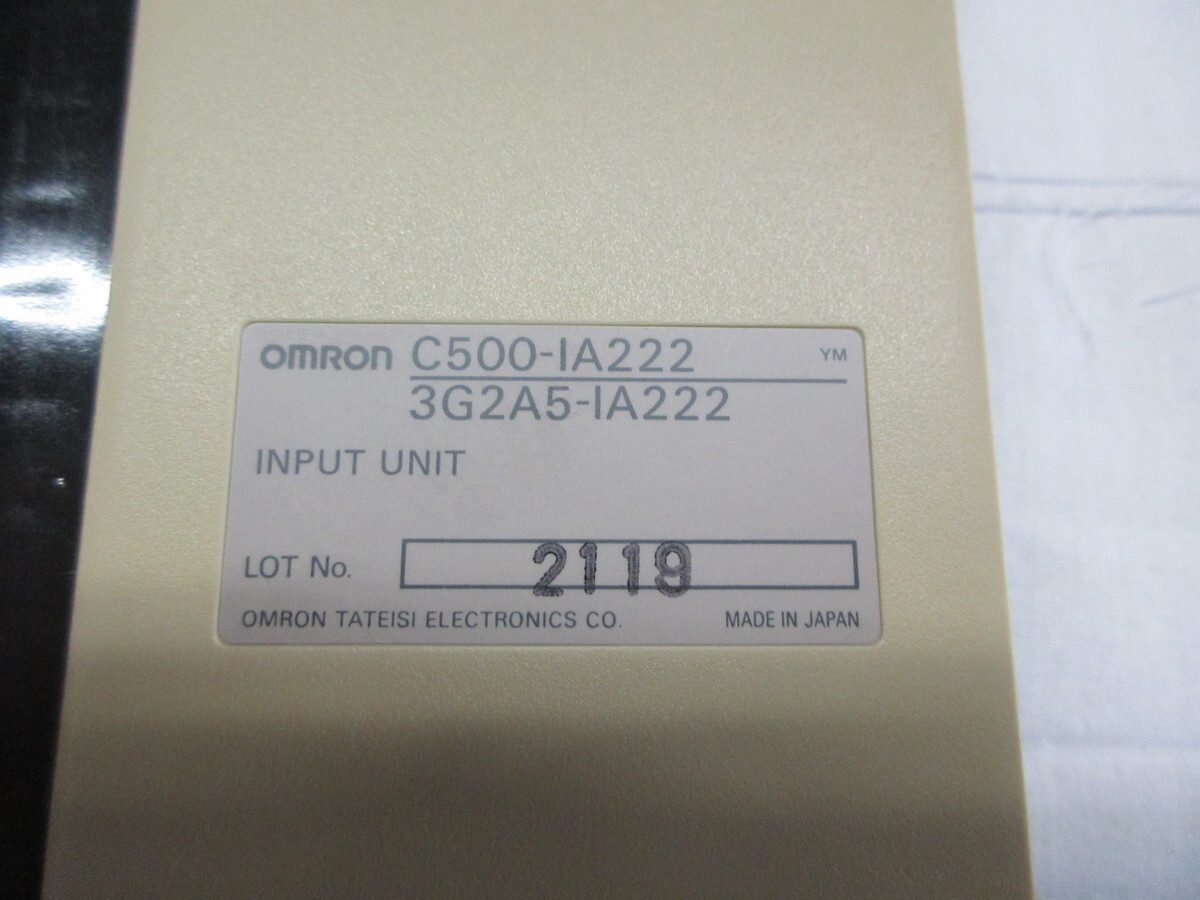 OMRON C500-IA222 YM
3G2A5-IA222
INPUT UNIT
LOT No. 2119
OMRON TATEISI ELECTRONICS CO. MADE IN JAPAN